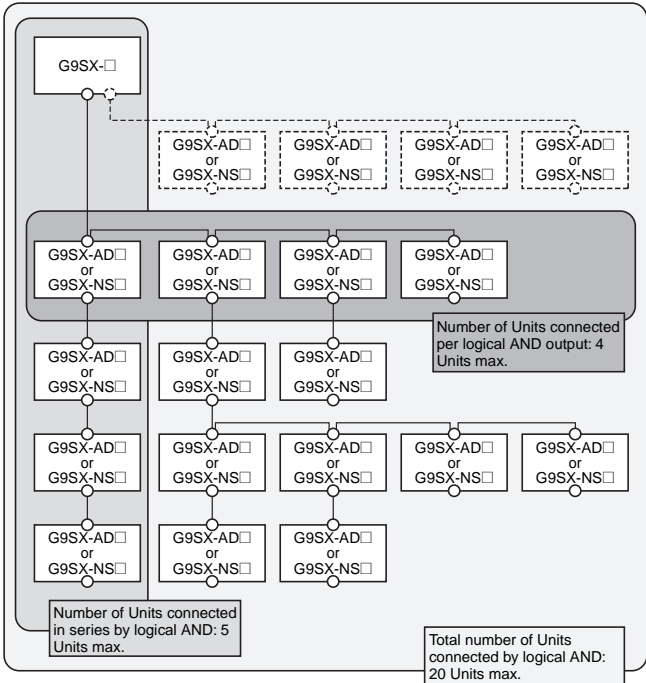 G9SX-□
G9SX-AD□ G9SX-AD□ G9SX-AD□ G9SX-AD□
or or or or
G9SX-NS□ G9SX-NS□ G9SX-NS□ G9SX-NS□
G9SX-AD□ G9SX-AD□ G9SX-AD□ G9SX-AD□
or or or or
G9SX-NS□ G9SX-NS□ G9SX-NS□ G9SX-NS□
Number of Units connected
per logical AND output: 4
Units max.
G9SX-AD□ G9SX-AD□ G9SX-AD□
or or or
G9SX-NS□ G9SX-NS□ G9SX-NS□
G9SX-AD□ G9SX-AD□ G9SX-AD□ G9SX-AD□ G9SX-AD□
or or or or or
G9SX-NS□ G9SX-NS□ G9SX-NS□ G9SX-NS□ G9SX-NS□
G9SX-AD□ G9SX-AD□ G9SX-AD□
or or or
G9SX-NS□ G9SX-NS□ G9SX-NS□
Number of Units connected
in series by logical AND: 5
Units max.
Total number of Units
connected by logical AND:
20 Units max.